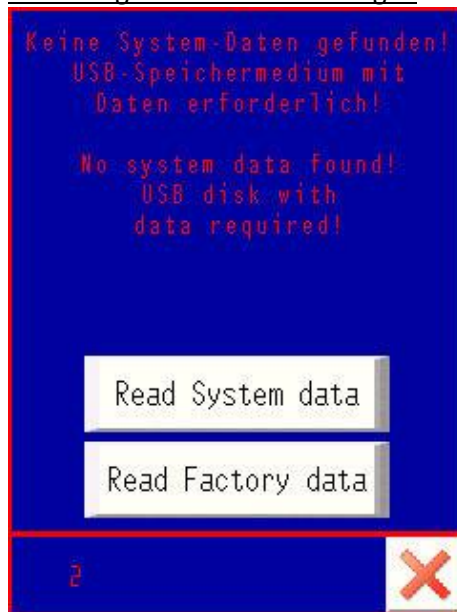 Keine System-Daten gefunden!
USB-Speichermedium mit
Daten erforderlich!
No system data found!
USB disk with
data required!
Read System data
Read Factory data
2